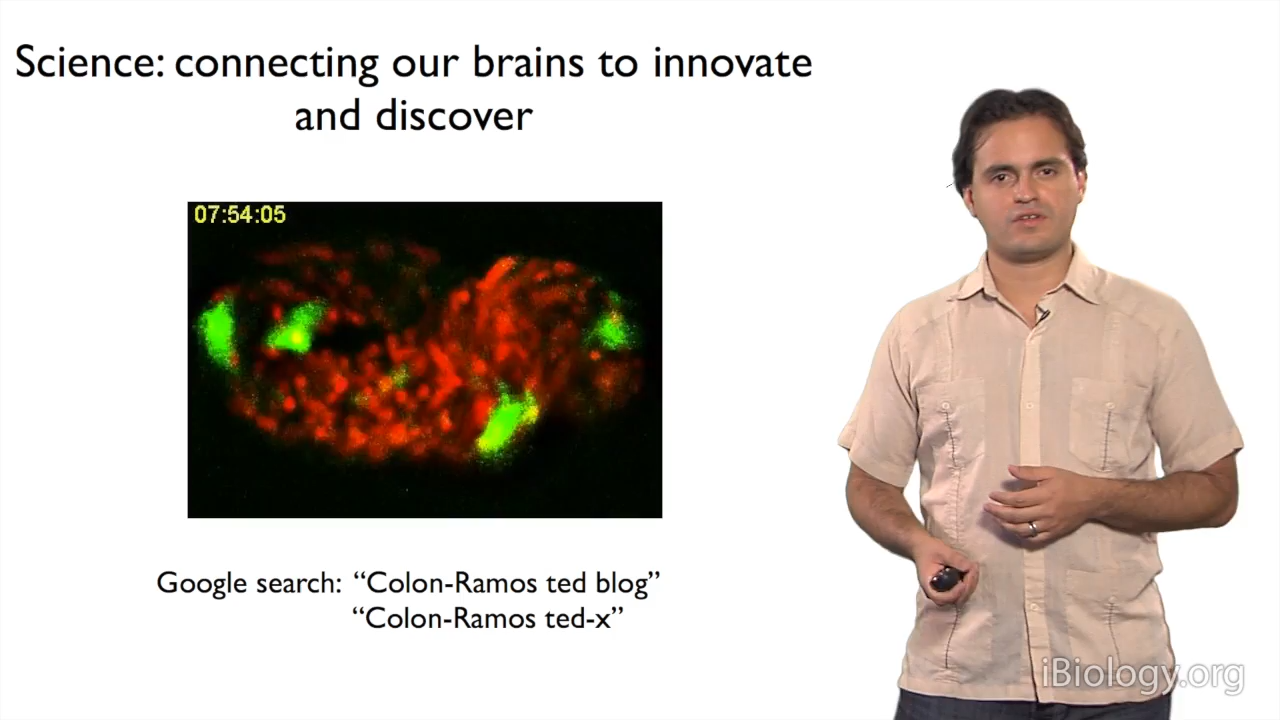 Science: connecting our brains to innovate
and discover
07:54:05
Google search: “Colon-Ramos ted blog”
“Colon-Ramos ted-x”
iBiology.org